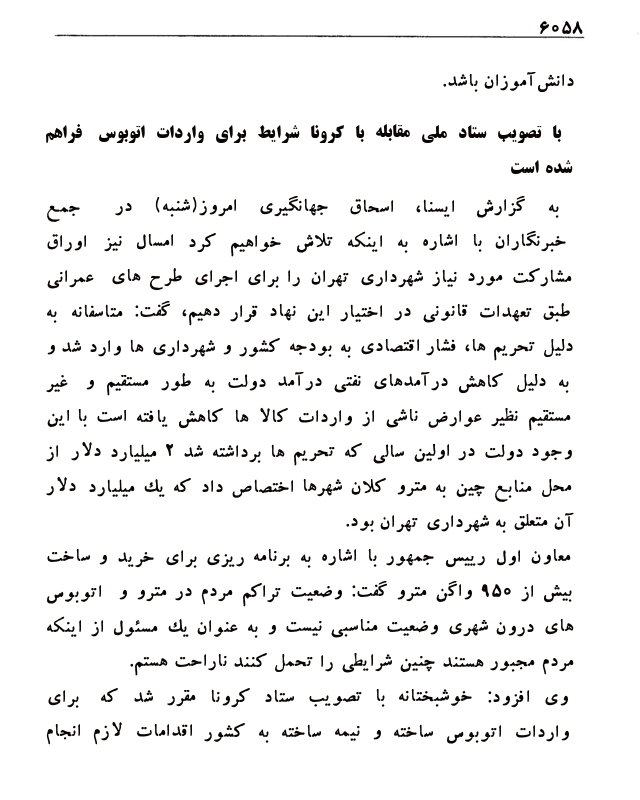 ۶۰۵۸
دانش‌آموزان باشد.
با تصویب ستاد ملی مقابله با کرونا شرایط برای واردات اتوبوس فراهم
شده است
به گزارش ایسنا، اسحاق جهانگیری امروز(شنبه) در جمع
خبرنگاران با اشاره به اینکه تلاش خواهیم کرد امسال نیز اوراق
مشارکت مورد نیاز شهرداری تهران را برای اجرای طرح های عمرانی
طبق تعهدات قانونی در اختیار این نهاد قرار دهیم، گفت: متاسفانه به
دلیل تحریم ها، فشار اقتصادی به بودجه کشور و شهرداری ها وارد شد و
به دلیل کاهش درآمدهای نفتی درآمد دولت به طور مستقیم و غیر
مستقیم نظیر عوارض ناشی از واردات کالا ها کاهش یافته است با این
وجود دولت در اولین سالی که تحریم ها برداشته شد ۲ میلیارد دلار از
محل منابع چین به مترو کلان شهرها اختصاص داد که یك میلیارد دلار
آن متعلق به شهرداری تهران بود.
معاون اول رییس جمهور با اشاره به برنامه ریزی برای خرید و ساخت
بیش از ۹۵۰ واگن مترو گفت: وضعیت تراکم مردم در مترو و اتوبوس
های درون شهری وضعیت مناسبی نیست و به عنوان یك مسئول از اینکه
مردم مجبور هستند چنین شرایطی را تحمل کنند ناراحت هستم.
وی افزود: خوشبختانه با تصویب ستاد کرونا مقرر شد که برای
واردات اتوبوس ساخته و نیمه ساخته به کشور اقدامات لازم انجام